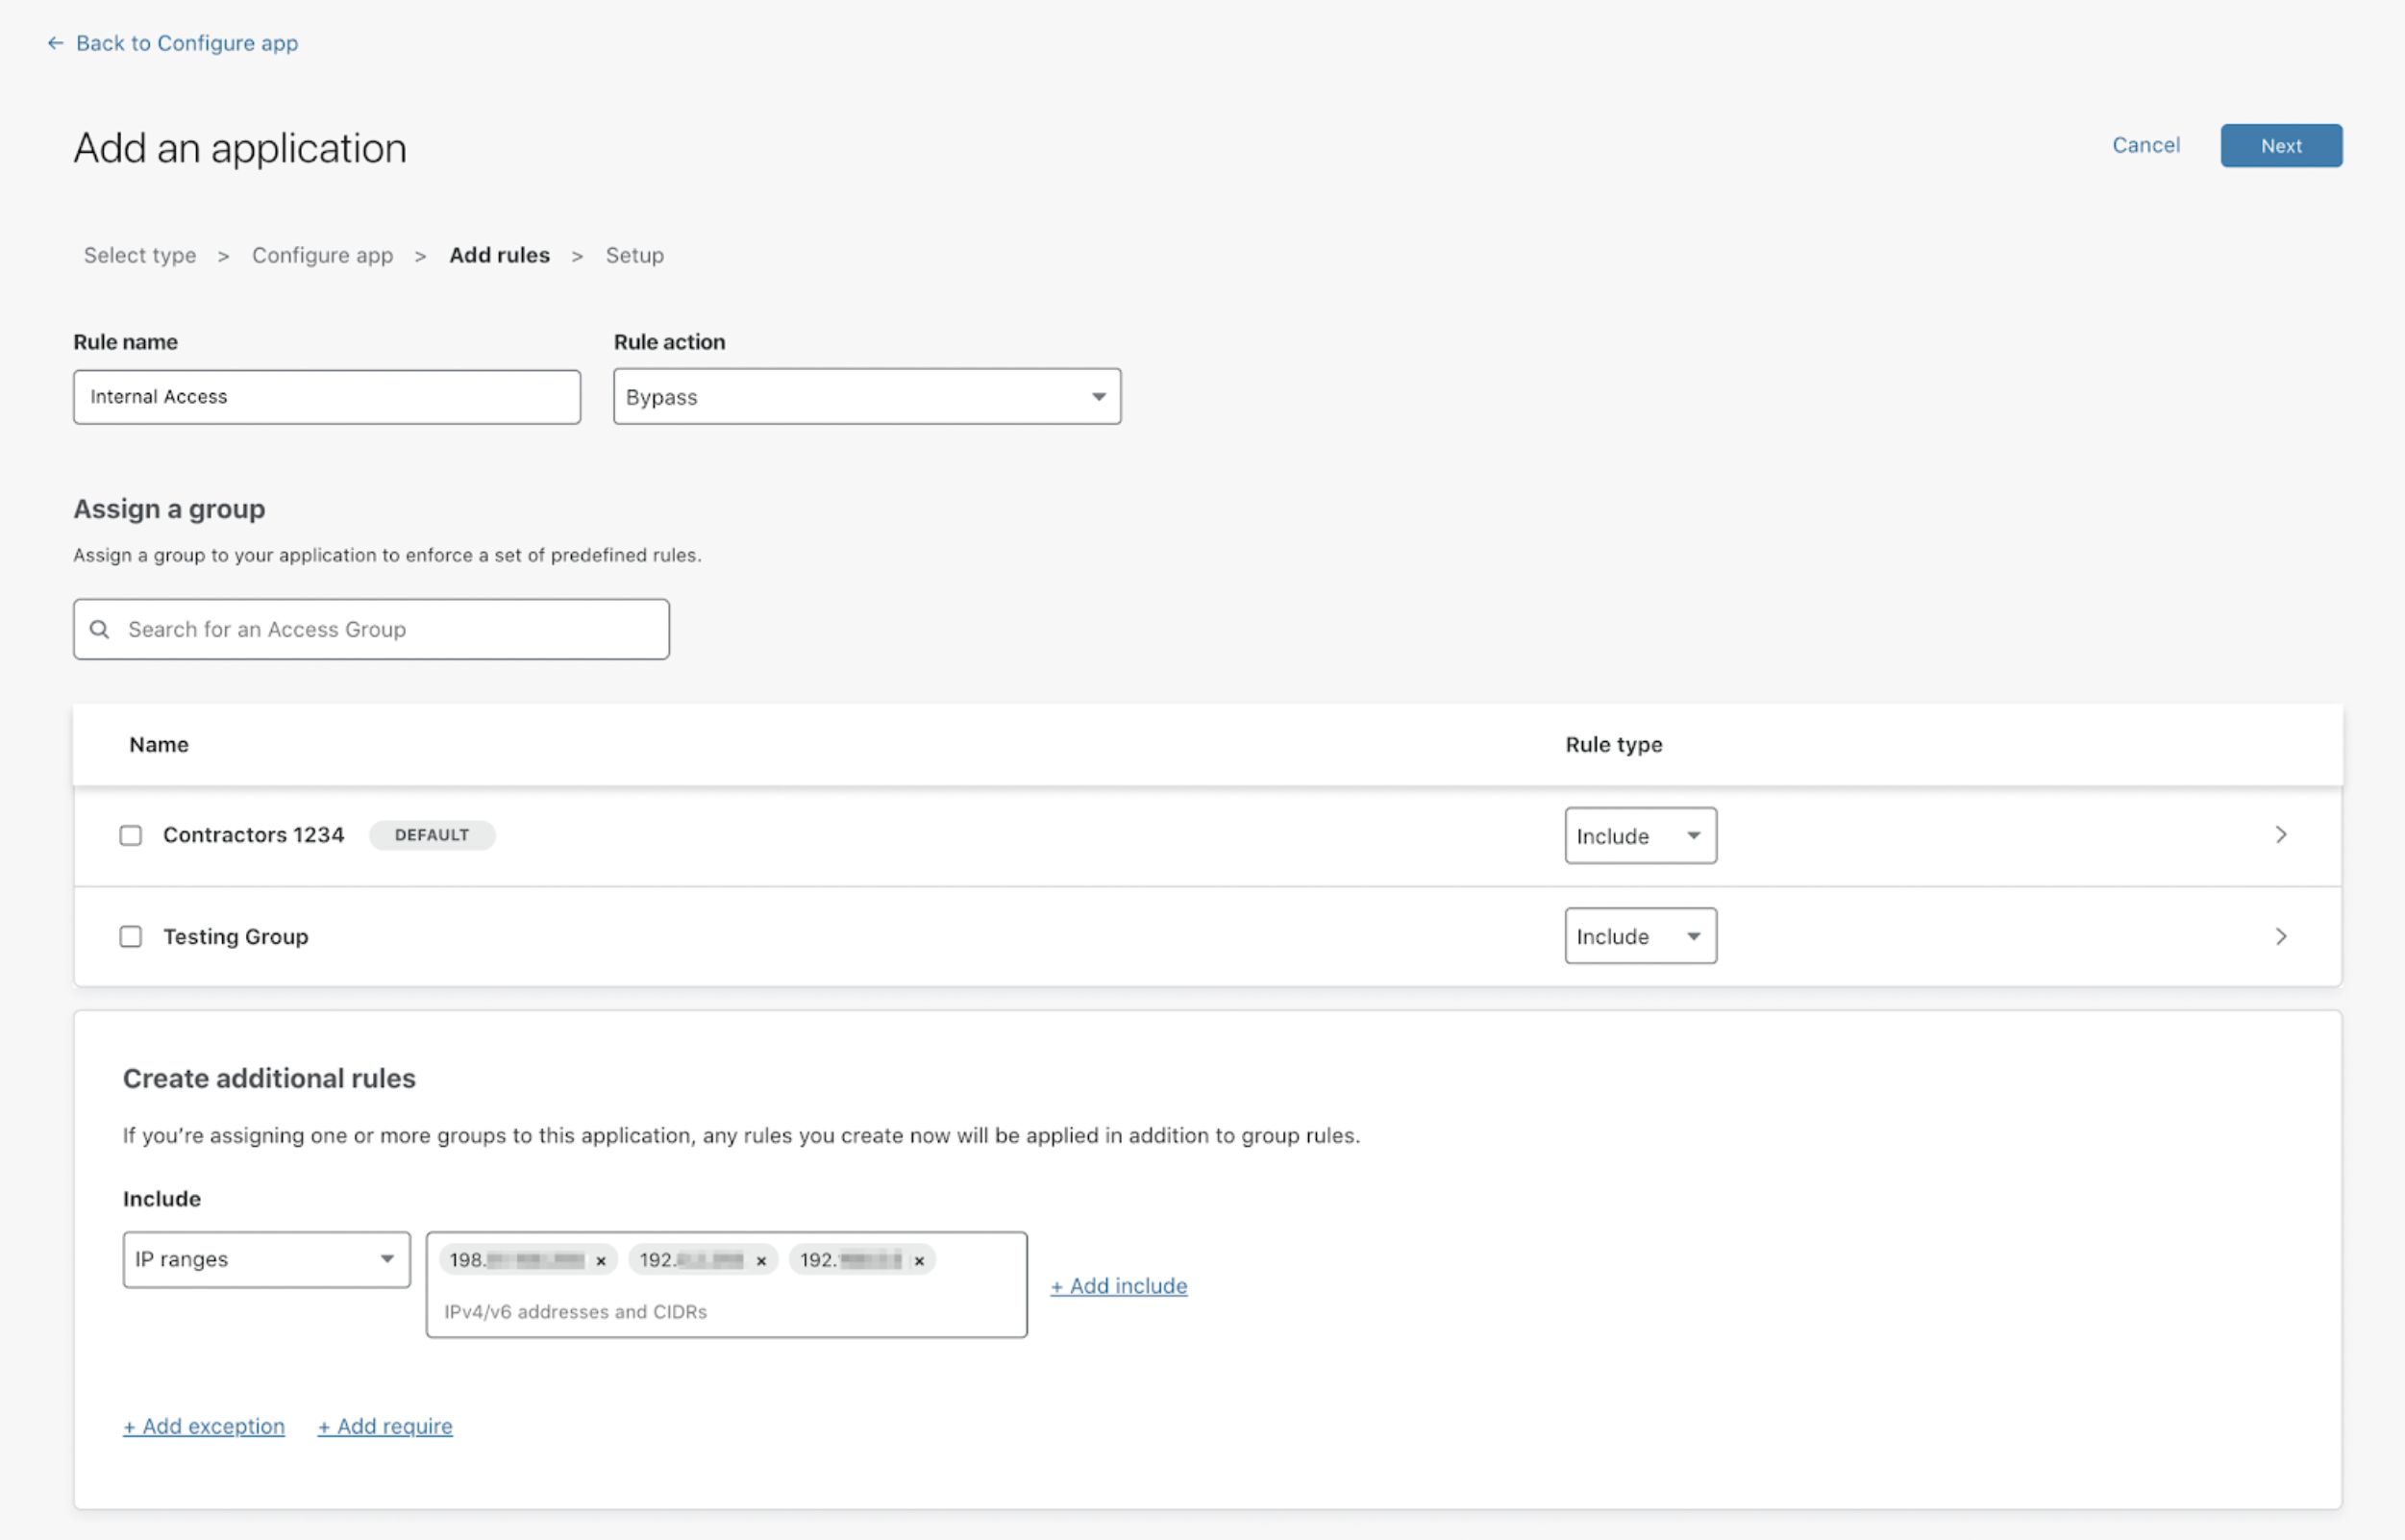 ← Back to Configure app
Add an application
Cancel
Next
Select type > Configure app > Add rules > Setup
Rule name
Rule action
Internal Access
Bypass
Assign a group
Assign a group to your application to enforce a set of predefined rules.
Search for an Access Group
Name
Rule type
Contractors 1234
DEFAULT
Include
Testing Group
Include
Create additional rules
If you're assigning one or more groups to this application, any rules you create now will be applied in addition to group rules.
Include
IP ranges
198. × 192. × 192. ×
IPv4/v6 addresses and CIDRs
+ Add include
+ Add exception
+ Add require